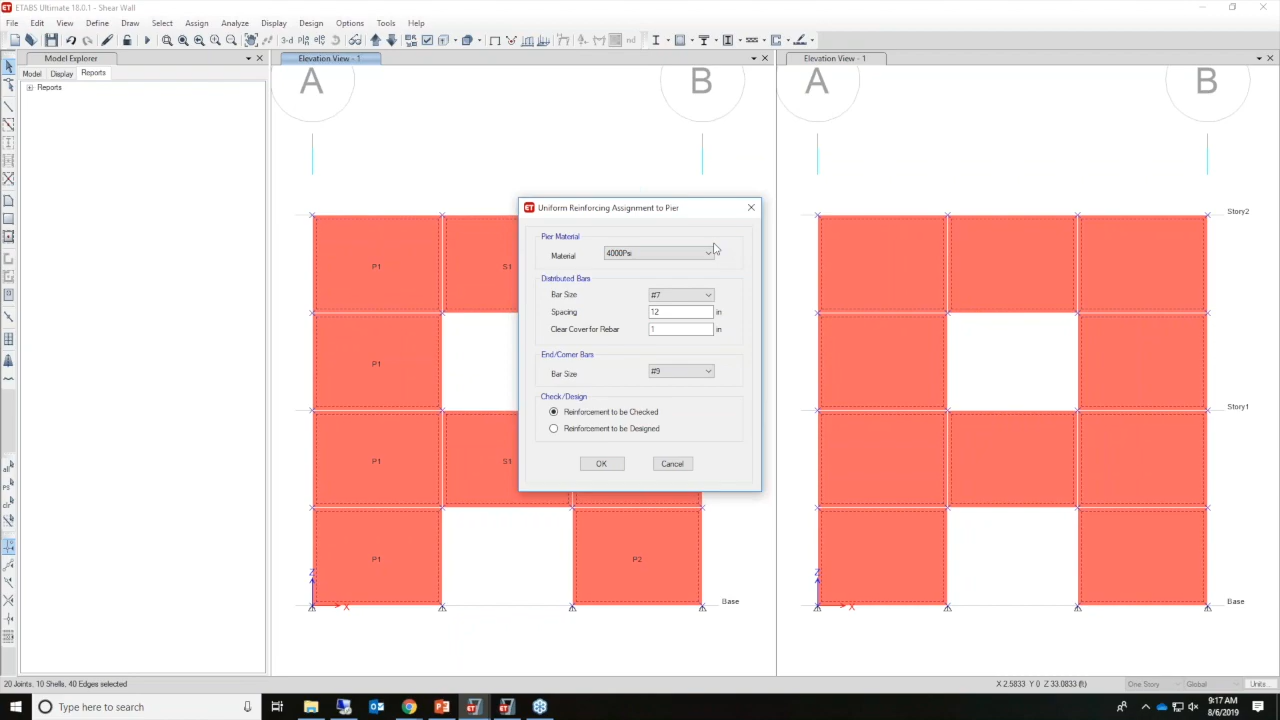 ETABS Ultimate 18.0.1 - Shear Wall
File Edit View Define Draw Select Assign Analyze Display Design Options Tools Help
3-d
nd
Model Explorer
Elevation View - 1
Elevation View - 1
Model Display Reports
Reports
A
B
A
B
Uniform Reinforcing Assignment to Pier
Pier Material
Material 4000Psi
Distributed Bars
Bar Size #7
Spacing 12 in
Clear Cover for Rebar 1 in
End/Corner Bars
Bar Size #9
Check/Design
Reinforcement to be Checked
Reinforcement to be Designed
OK Cancel
P1 S1
P1
P1 S1
P1 P2
Z
X
Base
Story2
Story1
Z
X
Base
all
PS
clr
20 Joints, 10 Shells, 40 Edges selected
X 2.5833 Y 0 Z 33.0833 (ft)
One Story
Global
Units...
Type here to search
9:17 AM
8/6/2019